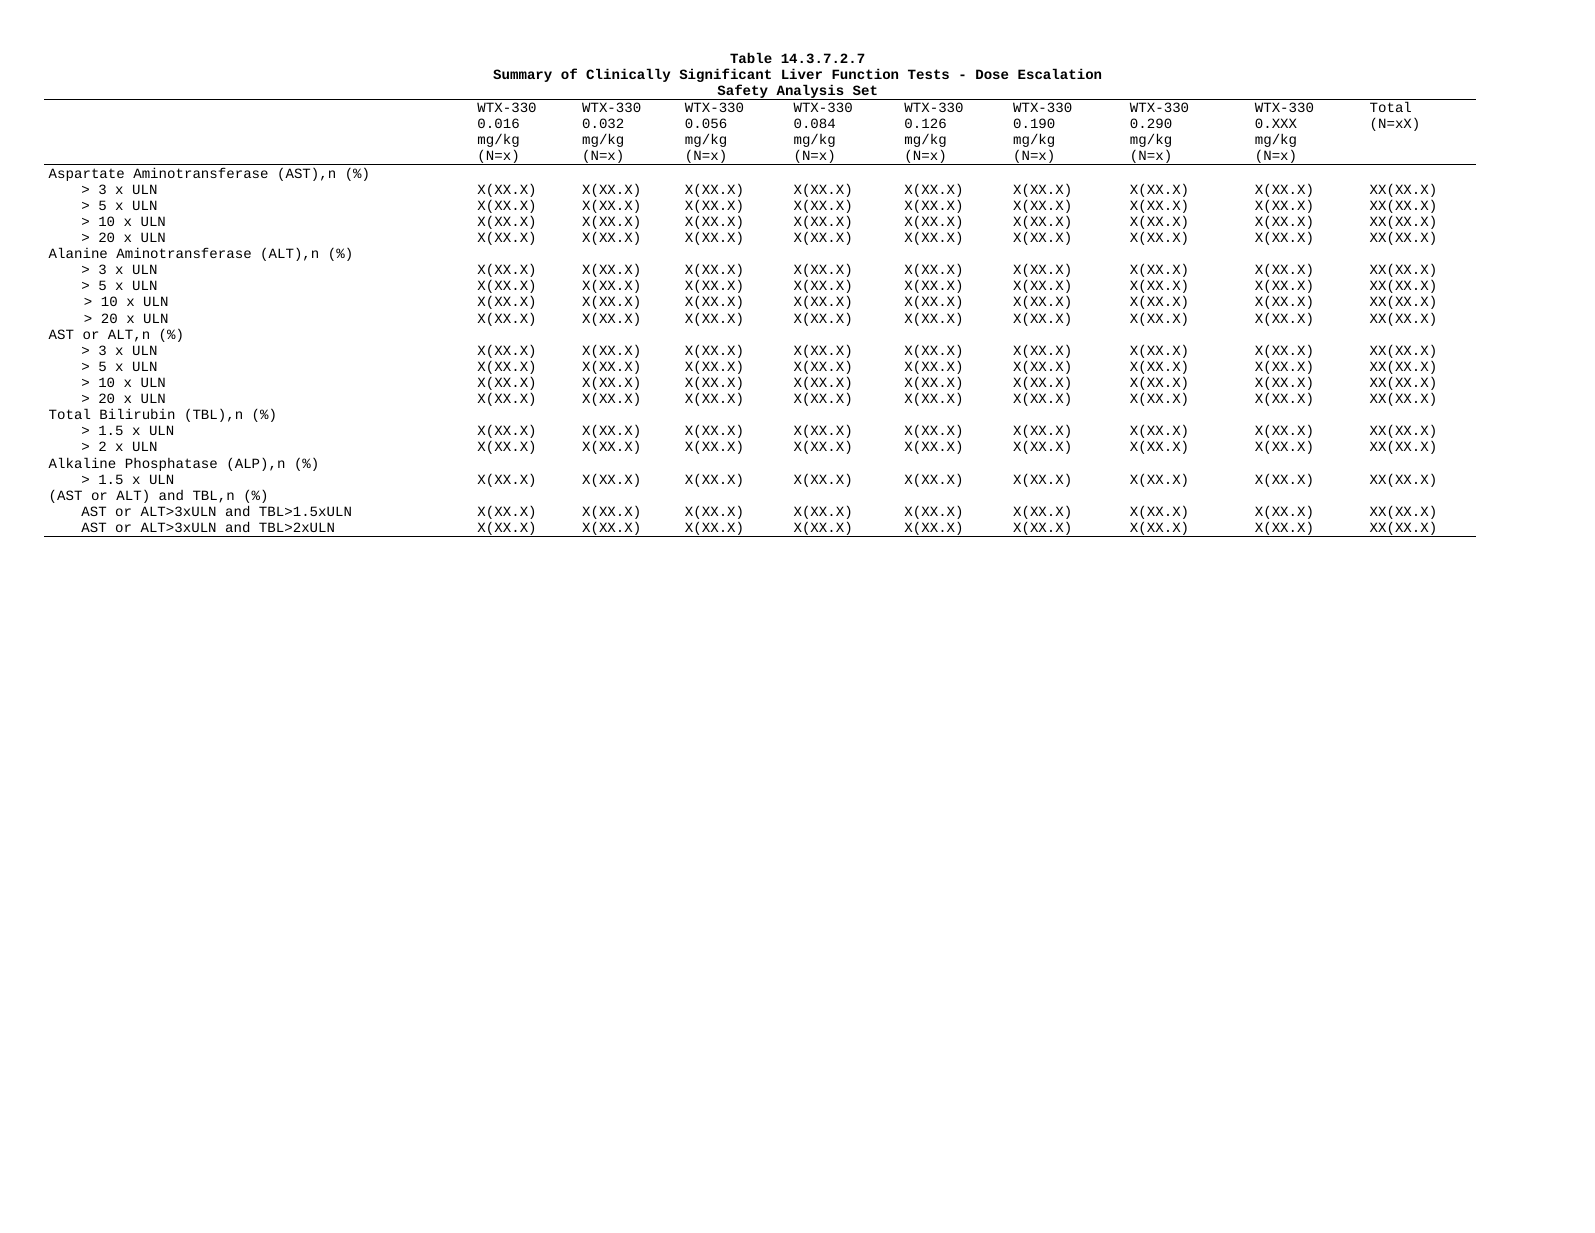 Table 14.3.7.2.7
Summary of Clinically Significant Liver Function Tests - Dose Escalation
Safety Analysis Set
WTX-330 WTX-330 WTX-330 WTX-330 WTX-330 WTX-330 WTX-330 WTX-330 Total
0.016 0.032 0.056 0.084 0.126 0.190 0.290 0.XXX (N=xX)
mg/kg mg/kg mg/kg mg/kg mg/kg mg/kg mg/kg mg/kg
(N=x) (N=x) (N=x) (N=x) (N=x) (N=x) (N=x) (N=x)
Aspartate Aminotransferase (AST),n (%)
> 3 x ULN X(XX.X) X(XX.X) X(XX.X) X(XX.X) X(XX.X) X(XX.X) X(XX.X) X(XX.X) XX(XX.X)
> 5 x ULN X(XX.X) X(XX.X) X(XX.X) X(XX.X) X(XX.X) X(XX.X) X(XX.X) X(XX.X) XX(XX.X)
> 10 x ULN X(XX.X) X(XX.X) X(XX.X) X(XX.X) X(XX.X) X(XX.X) X(XX.X) X(XX.X) XX(XX.X)
> 20 x ULN X(XX.X) X(XX.X) X(XX.X) X(XX.X) X(XX.X) X(XX.X) X(XX.X) X(XX.X) XX(XX.X)
Alanine Aminotransferase (ALT),n (%)
> 3 x ULN X(XX.X) X(XX.X) X(XX.X) X(XX.X) X(XX.X) X(XX.X) X(XX.X) X(XX.X) XX(XX.X)
> 5 x ULN X(XX.X) X(XX.X) X(XX.X) X(XX.X) X(XX.X) X(XX.X) X(XX.X) X(XX.X) XX(XX.X)
> 10 x ULN X(XX.X) X(XX.X) X(XX.X) X(XX.X) X(XX.X) X(XX.X) X(XX.X) X(XX.X) XX(XX.X)
> 20 x ULN X(XX.X) X(XX.X) X(XX.X) X(XX.X) X(XX.X) X(XX.X) X(XX.X) X(XX.X) XX(XX.X)
AST or ALT,n (%)
> 3 x ULN X(XX.X) X(XX.X) X(XX.X) X(XX.X) X(XX.X) X(XX.X) X(XX.X) X(XX.X) XX(XX.X)
> 5 x ULN X(XX.X) X(XX.X) X(XX.X) X(XX.X) X(XX.X) X(XX.X) X(XX.X) X(XX.X) XX(XX.X)
> 10 x ULN X(XX.X) X(XX.X) X(XX.X) X(XX.X) X(XX.X) X(XX.X) X(XX.X) X(XX.X) XX(XX.X)
> 20 x ULN X(XX.X) X(XX.X) X(XX.X) X(XX.X) X(XX.X) X(XX.X) X(XX.X) X(XX.X) XX(XX.X)
Total Bilirubin (TBL),n (%)
> 1.5 x ULN X(XX.X) X(XX.X) X(XX.X) X(XX.X) X(XX.X) X(XX.X) X(XX.X) X(XX.X) XX(XX.X)
> 2 x ULN X(XX.X) X(XX.X) X(XX.X) X(XX.X) X(XX.X) X(XX.X) X(XX.X) X(XX.X) XX(XX.X)
Alkaline Phosphatase (ALP),n (%)
> 1.5 x ULN X(XX.X) X(XX.X) X(XX.X) X(XX.X) X(XX.X) X(XX.X) X(XX.X) X(XX.X) XX(XX.X)
(AST or ALT) and TBL,n (%)
AST or ALT>3xULN and TBL>1.5xULN X(XX.X) X(XX.X) X(XX.X) X(XX.X) X(XX.X) X(XX.X) X(XX.X) X(XX.X) XX(XX.X)
AST or ALT>3xULN and TBL>2xULN X(XX.X) X(XX.X) X(XX.X) X(XX.X) X(XX.X) X(XX.X) X(XX.X) X(XX.X) XX(XX.X)